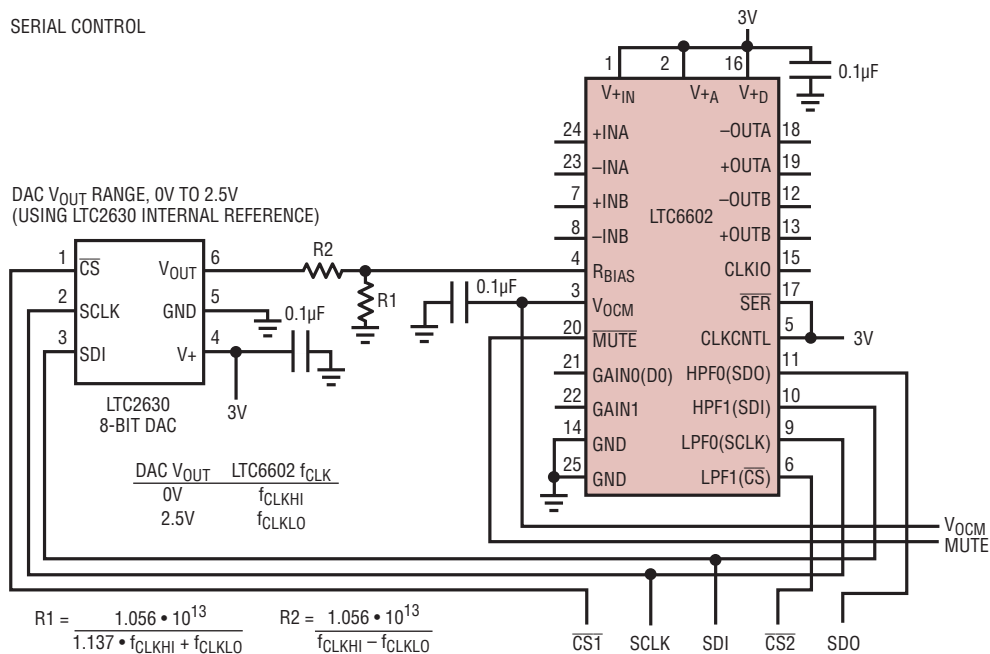 SERIAL CONTROL
3V
0.1µF
1 2 16
V+IN V+A V+D
24 +INA −OUTA 18
23 −INA +OUTA 19
7 +INB −OUTB 12
8 −INB +OUTB 13
LTC6602
4 RBIAS CLKIO 15
3 VOCM SER 17
20 MUTE CLKCNTL 5 3V
21 GAIN0(D0) HPF0(SDO) 11
22 GAIN1 HPF1(SDI) 10
14 GND LPF0(SCLK) 9
25 GND LPF1(CS) 6
DAC VOUT RANGE, 0V TO 2.5V
(USING LTC2630 INTERNAL REFERENCE)
1 CS VOUT 6
2 SCLK GND 5
3 SDI V+ 4
R2
R1
0.1µF
0.1µF
3V
LTC2630
8-BIT DAC
DAC VOUT LTC6602 fCLK
0V fCLKHI
2.5V fCLKLO
VOCM
MUTE
R1 = 1.056 • 10^13 / 1.137 • fCLKHI + fCLKLO
R2 = 1.056 • 10^13 / fCLKHI − fCLKLO
CS1 SCLK SDI CS2 SDO